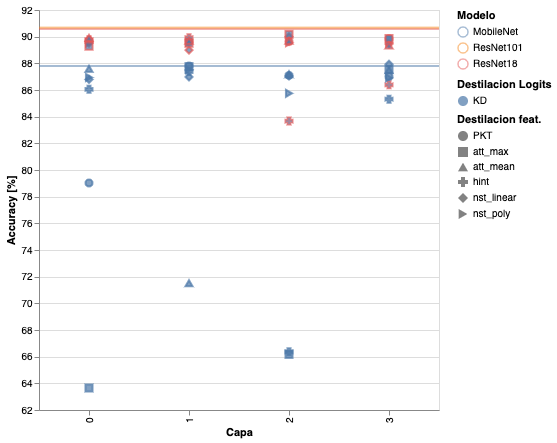 92
90
88
86
84
82
80
78
76
74
72
70
68
66
64
62
Accuracy [%]
0
1
2
3
Capa
Modelo
MobileNet
ResNet101
ResNet18
Destilacion Logits
KD
Destilacion feat.
PKT
att_max
att_mean
hint
nst_linear
nst_poly